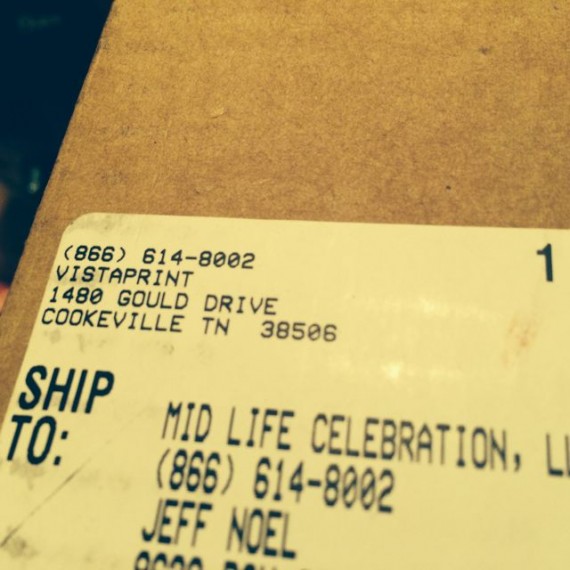 (866) 614-8002
VISTAPRINT
1480 GOULD DRIVE
COOKEVILLE TN 38506
1
SHIP
TO:
MID LIFE CELEBRATION,
(866) 614-8002
JEFF NOEL